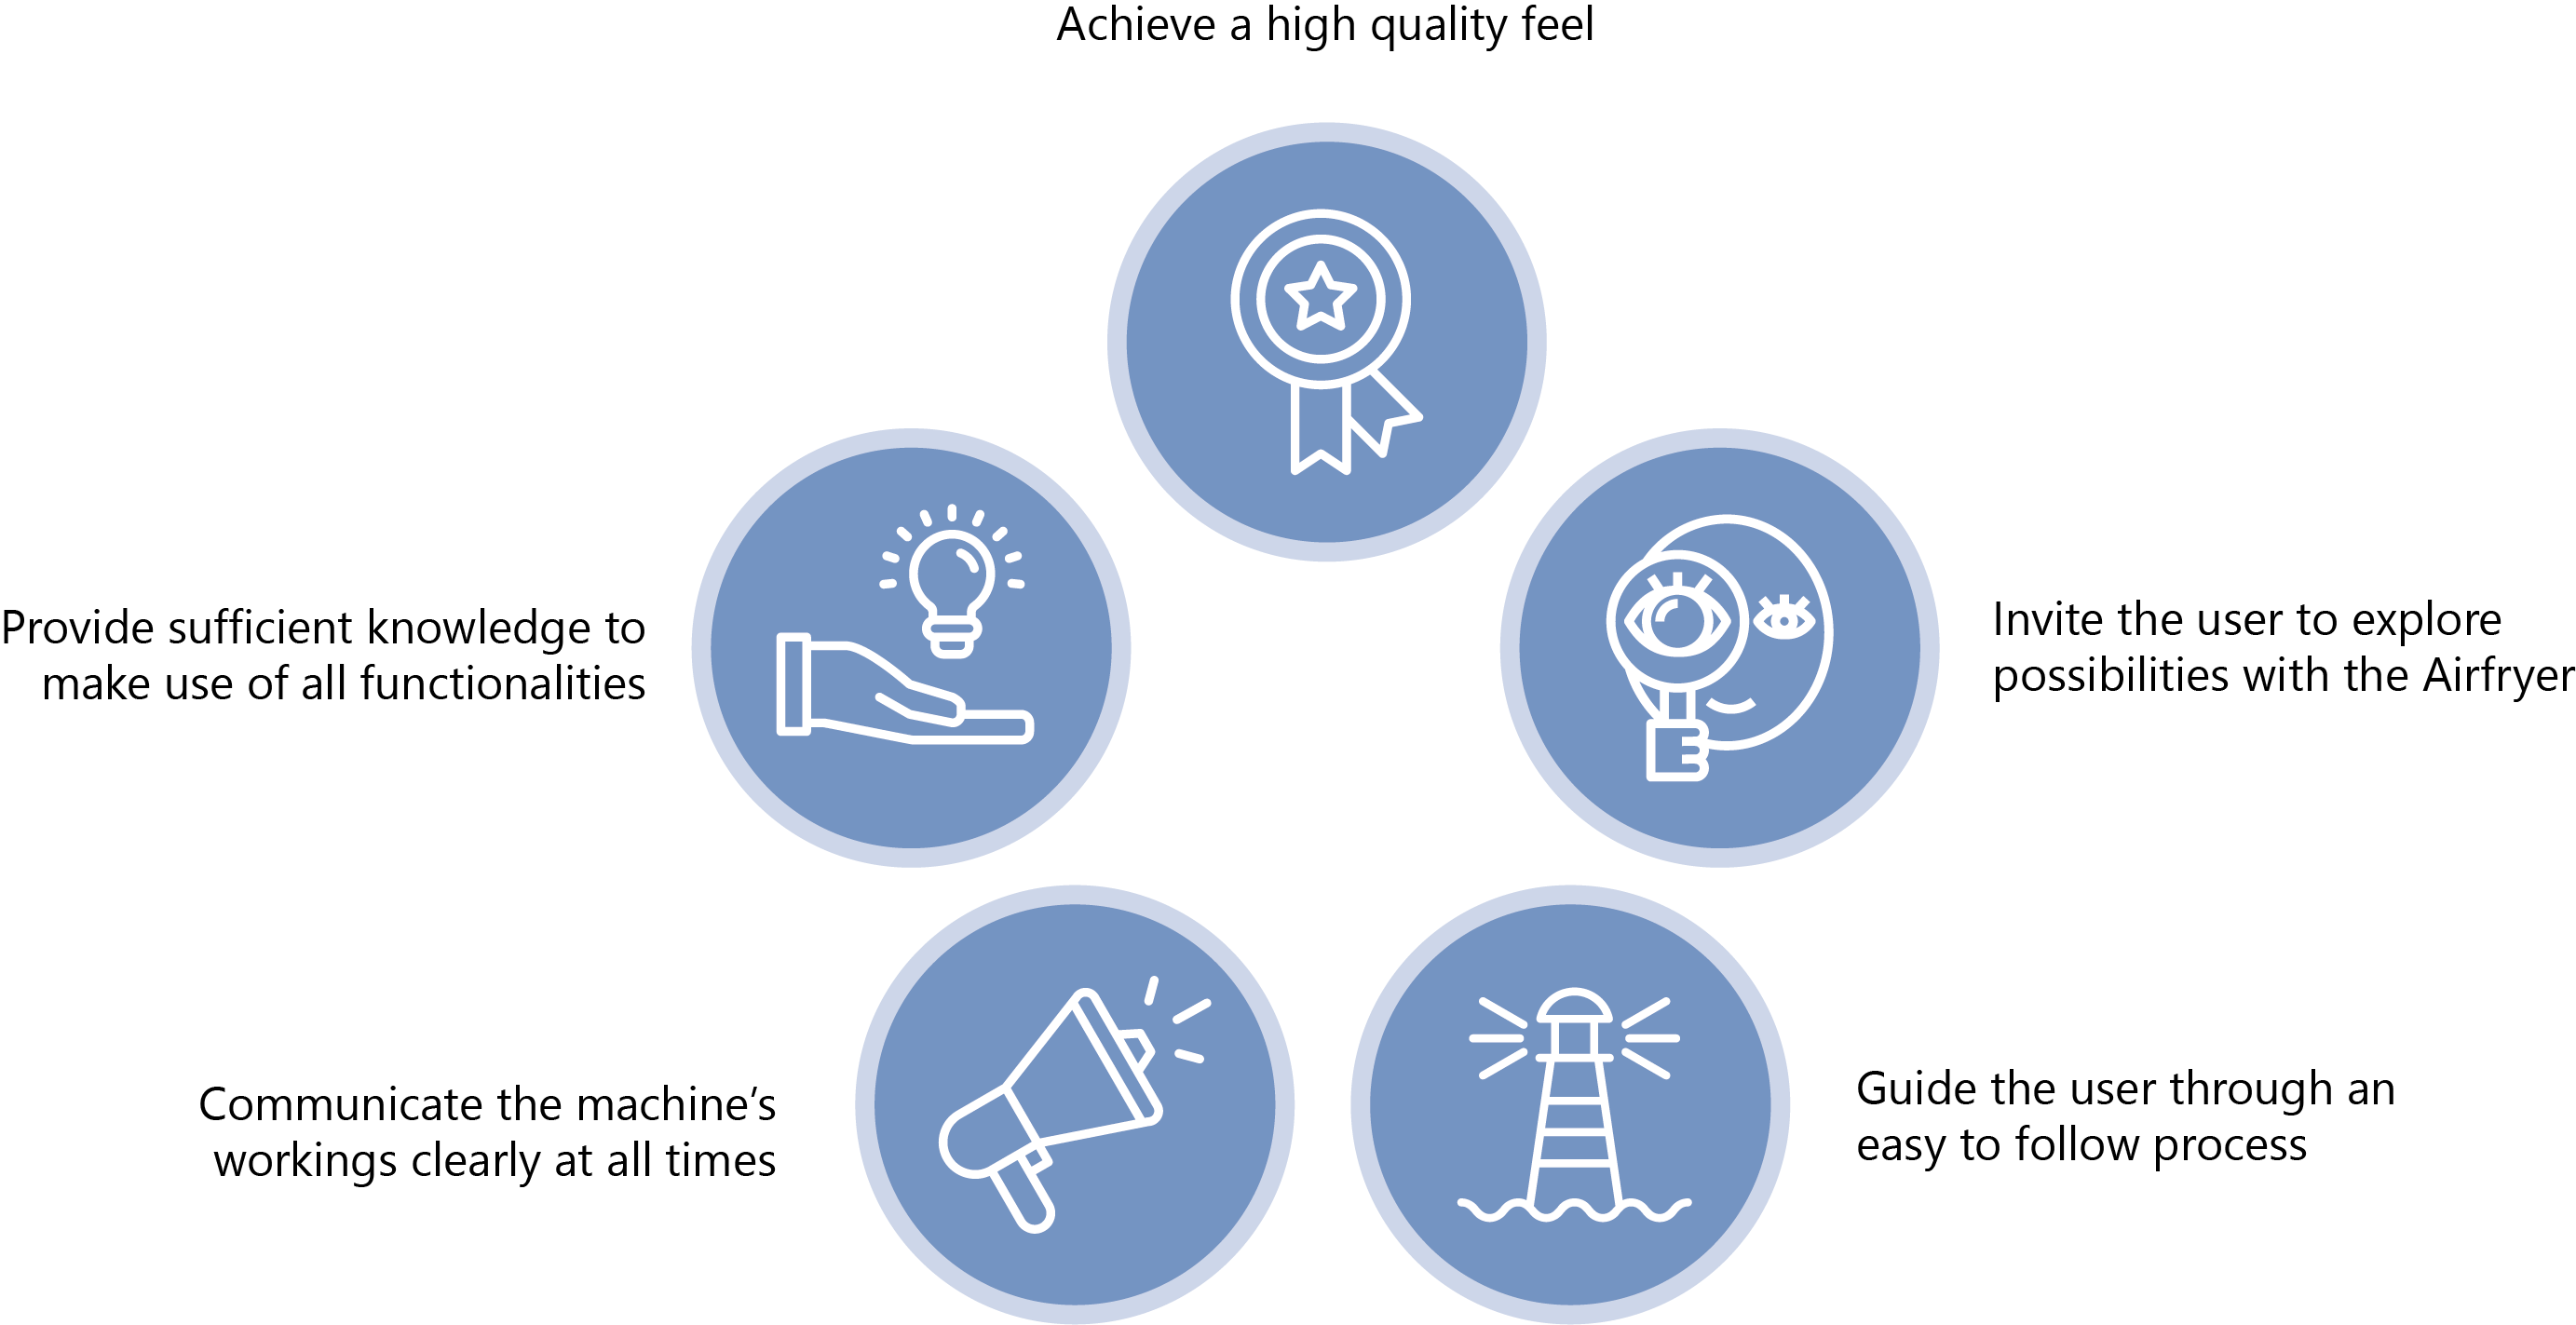 Achieve a high quality feel
Provide sufficient knowledge to
make use of all functionalities
Invite the user to explore
possibilities with the Airfryer
Communicate the machine’s
workings clearly at all times
Guide the user through an
easy to follow process